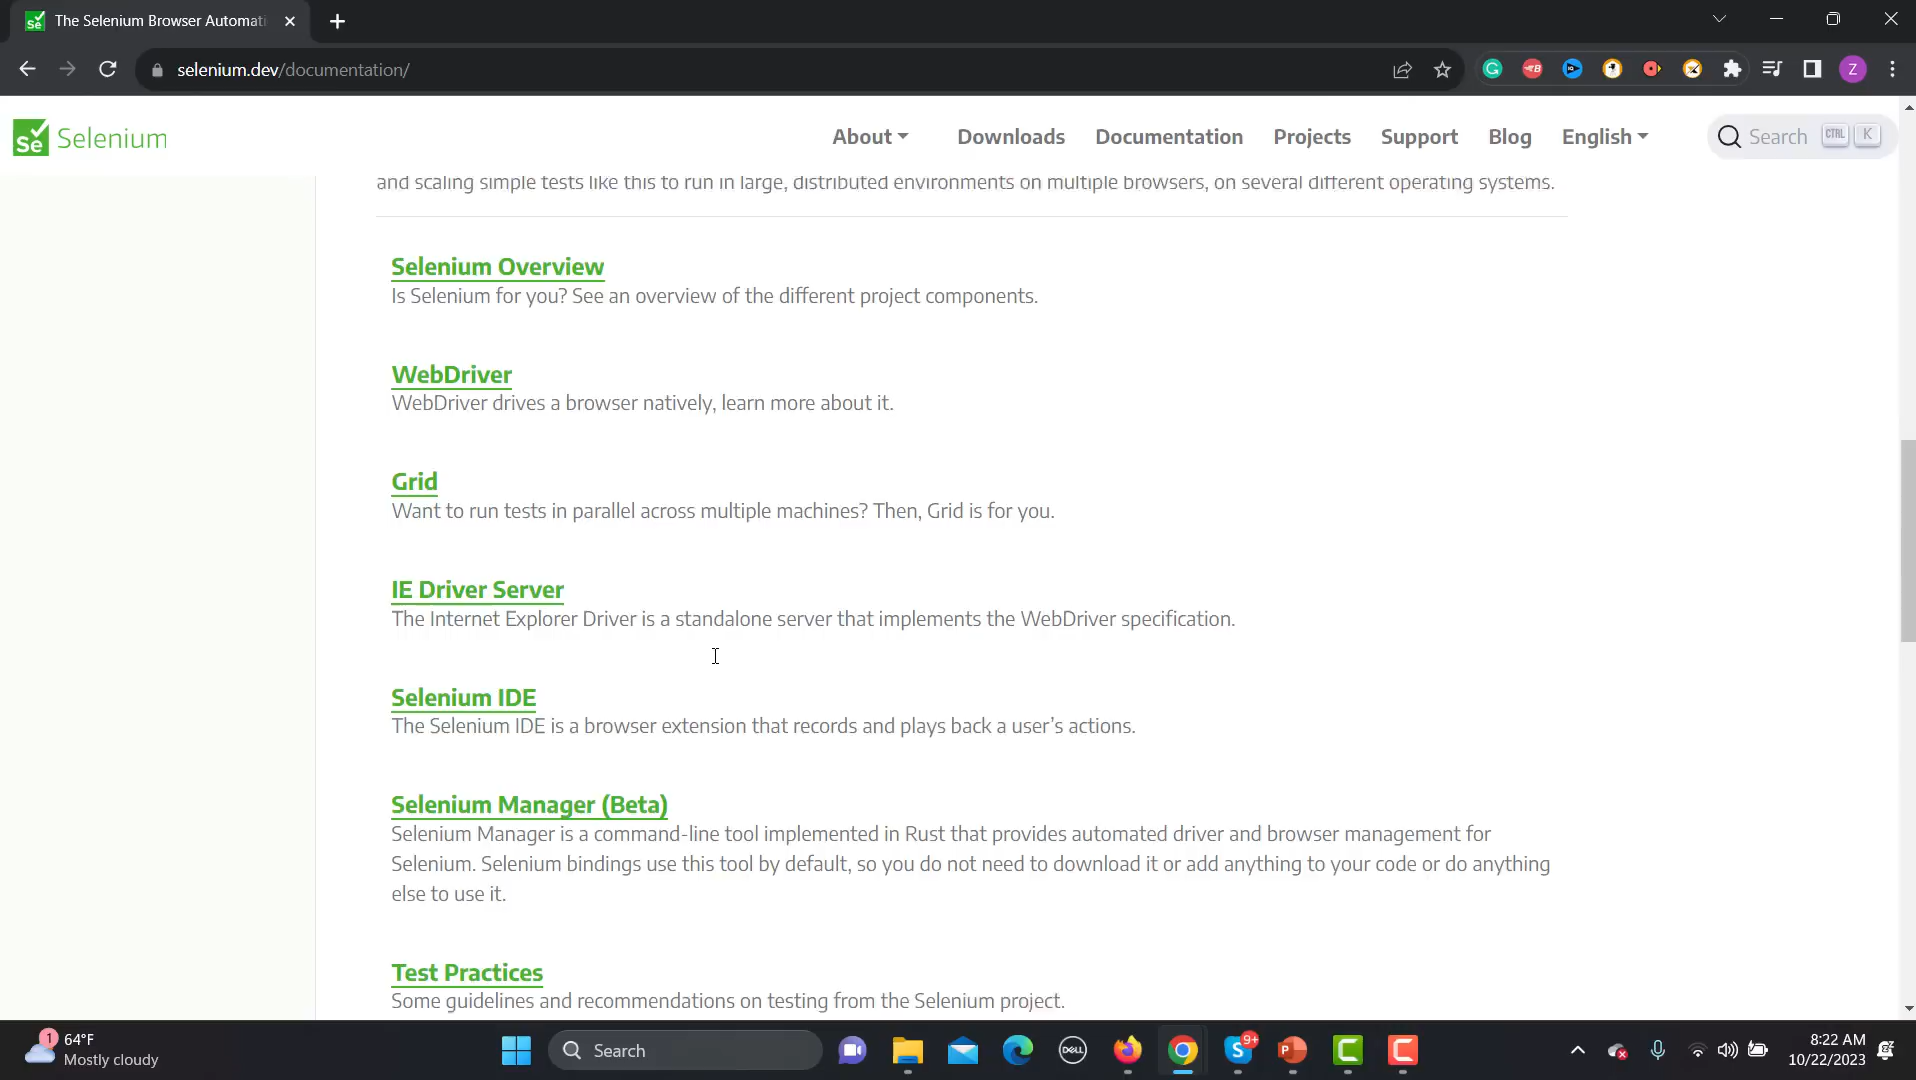 The Selenium Browser Automati
selenium.dev/documentation/
Z
Se Selenium
About
Downloads
Documentation
Projects
Support
Blog
English
Search CTRL K
and scaling simple tests like this to run in large, distributed environments on multiple browsers, on several different operating systems.
Selenium Overview
Is Selenium for you? See an overview of the different project components.
WebDriver
WebDriver drives a browser natively, learn more about it.
Grid
Want to run tests in parallel across multiple machines? Then, Grid is for you.
IE Driver Server
The Internet Explorer Driver is a standalone server that implements the WebDriver specification.
Selenium IDE
The Selenium IDE is a browser extension that records and plays back a user’s actions.
Selenium Manager (Beta)
Selenium Manager is a command-line tool implemented in Rust that provides automated driver and browser management for
Selenium. Selenium bindings use this tool by default, so you do not need to download it or add anything to your code or do anything
else to use it.
Test Practices
Some guidelines and recommendations on testing from the Selenium project.
1
64°F
Mostly cloudy
Search
DELL
S 9+
P
C
C
8:22 AM
10/22/2023